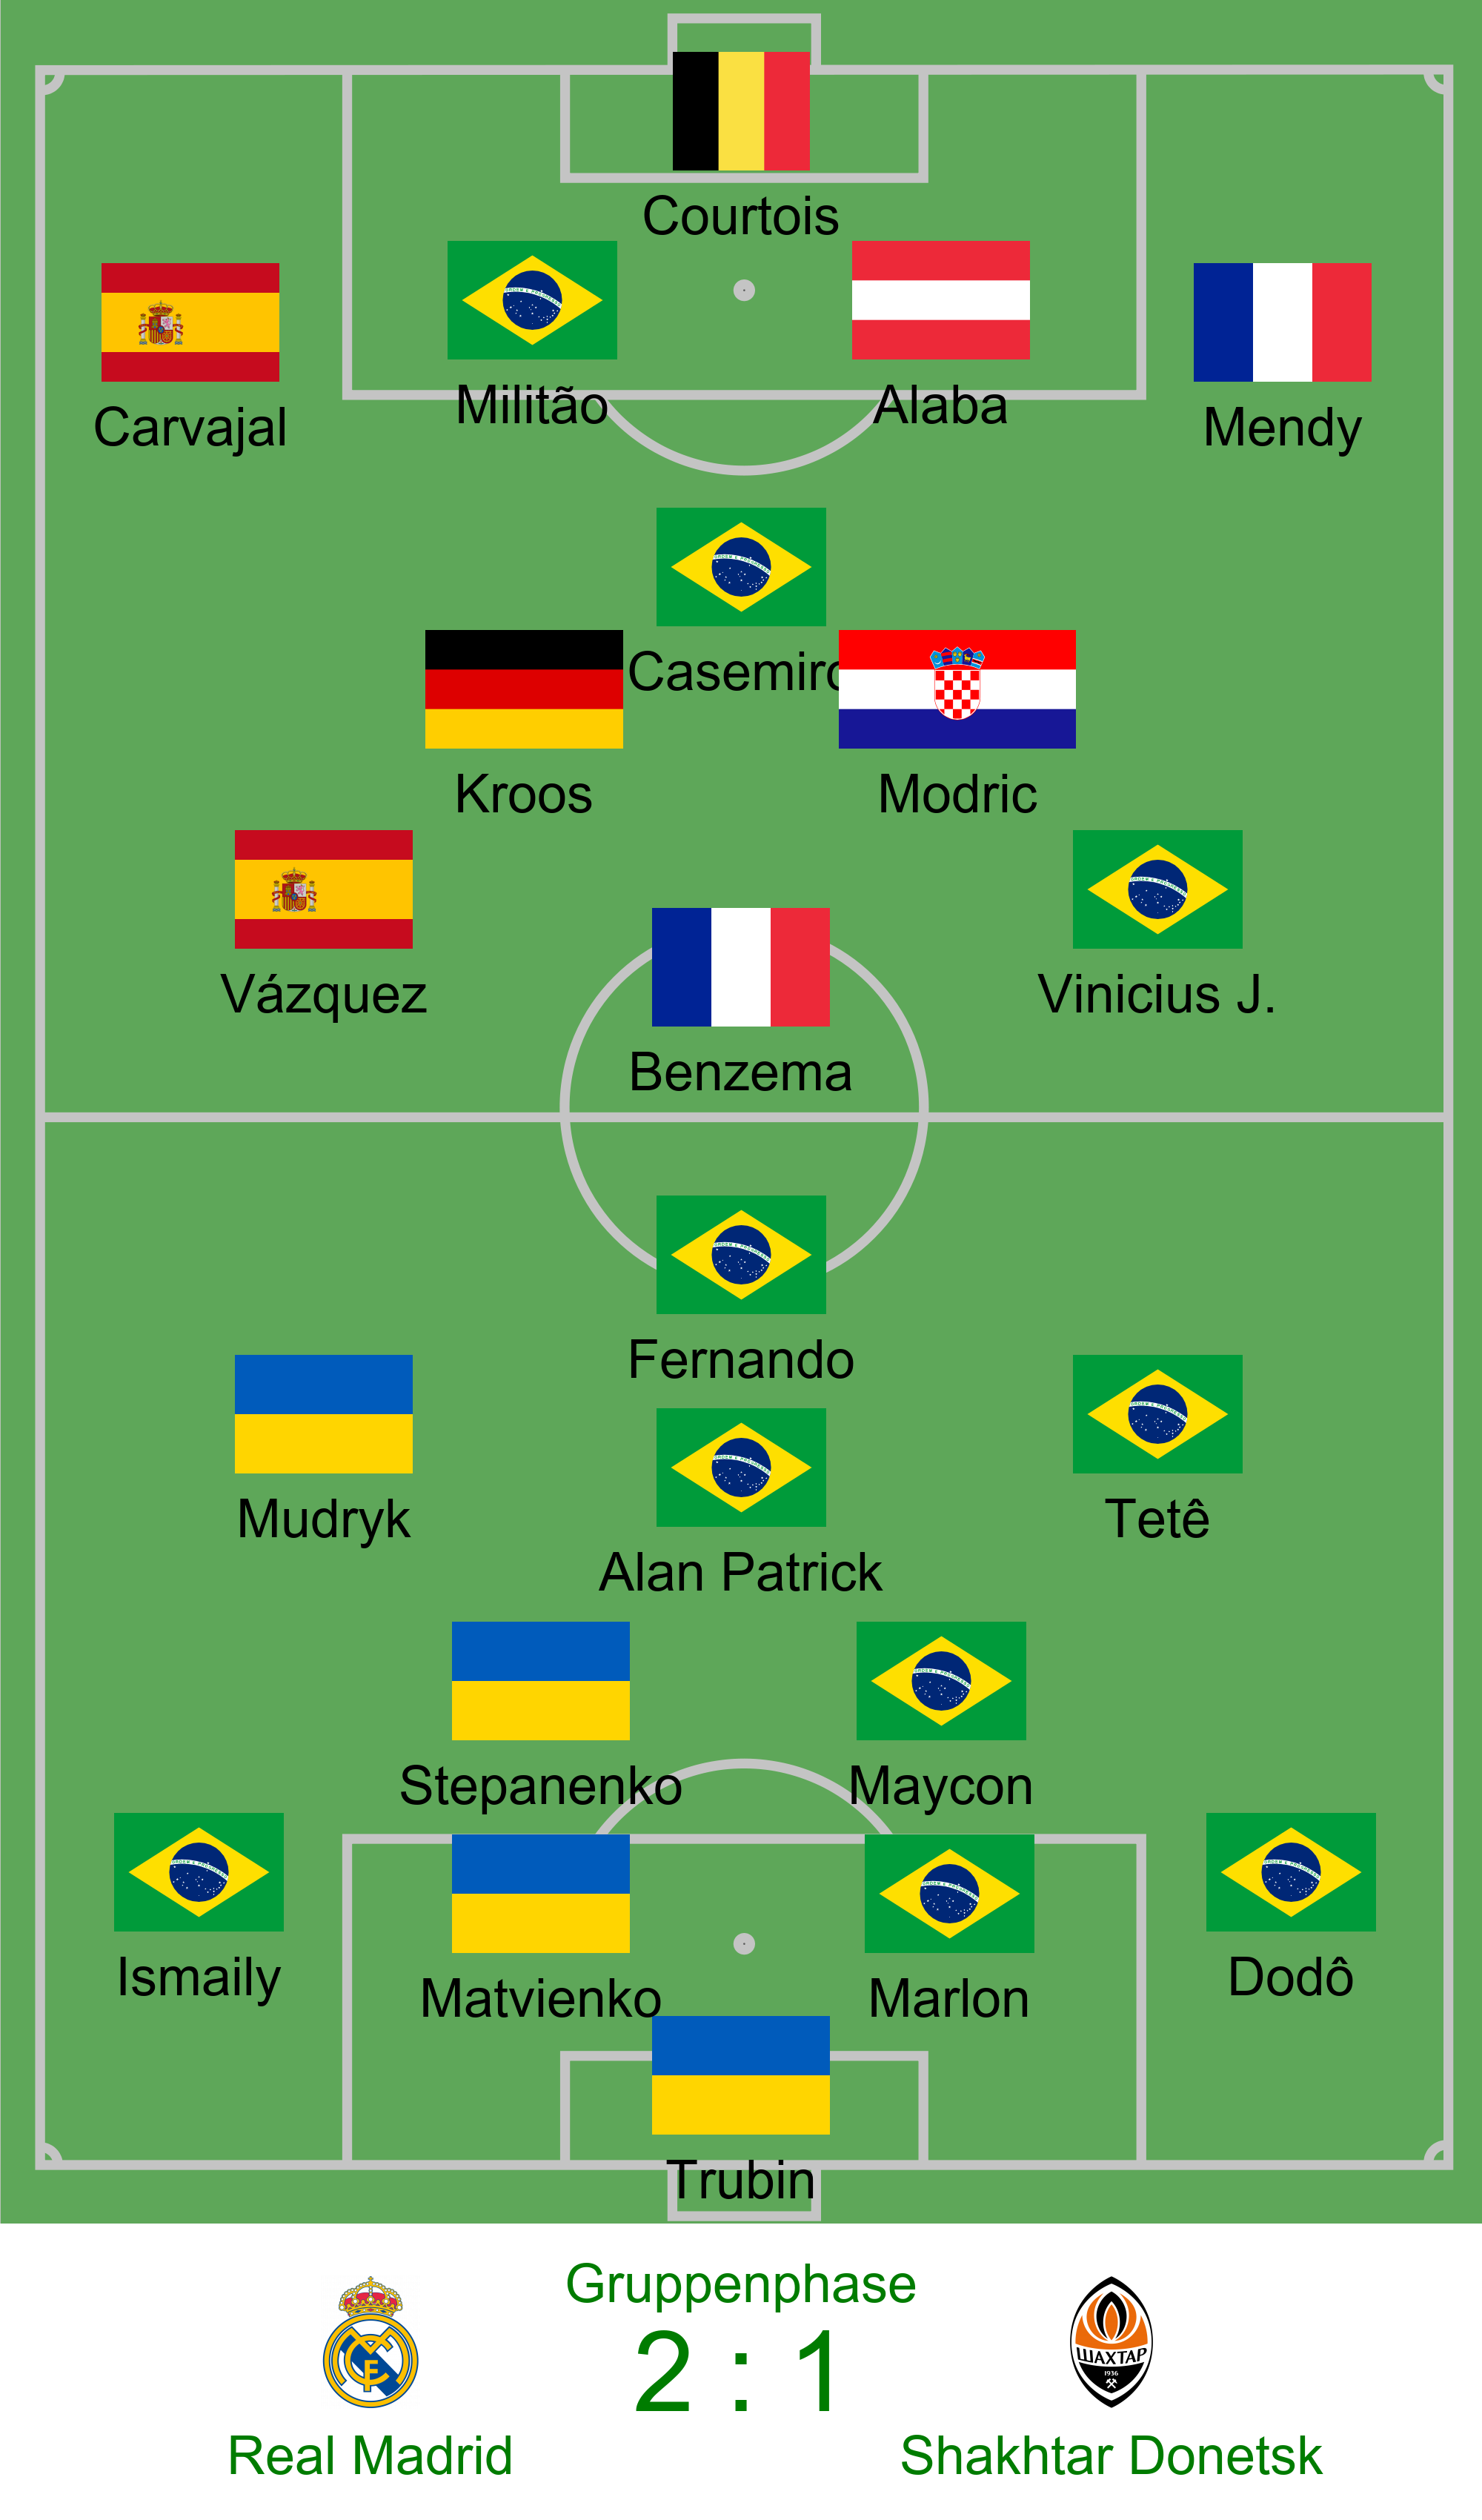 Courtois
Carvajal
Militão
Alaba
Mendy
Casemiro
Kroos
Modric
Vázquez
Vinicius J.
Benzema
Fernando
Mudryk
Tetê
Alan Patrick
Stepanenko
Maycon
Ismaily
Matvienko
Marlon
Dodô
Trubin
Gruppenphase
2 : 1
ШАХТАР
1936
Real Madrid
Shakhtar Donetsk